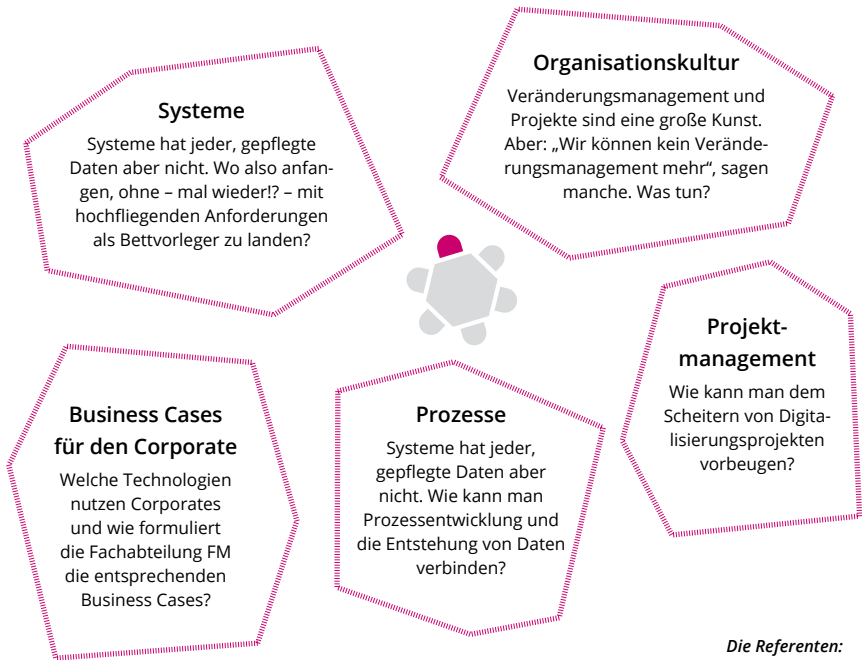 Systeme
Systeme hat jeder, gepflegte
Daten aber nicht. Wo also anfan-
gen, ohne – mal wieder!? – mit
hochfliegenden Anforderungen
als Bettvorleger zu landen?
Organisationskultur
Veränderungsmanagement und
Projekte sind eine große Kunst.
Aber: „Wir können kein Verände-
rungsmanagement mehr“, sagen
manche. Was tun?
Projekt-
management
Wie kann man dem
Scheitern von Digita-
lisierungsprojekten
vorbeugen?
Business Cases
für den Corporate
Welche Technologien
nutzen Corporates
und wie formuliert
die Fachabteilung FM
die entsprechenden
Business Cases?
Prozesse
Systeme hat jeder,
gepflegte Daten aber
nicht. Wie kann man
Prozessentwicklung und
die Entstehung von Daten
verbinden?
Die Referenten: